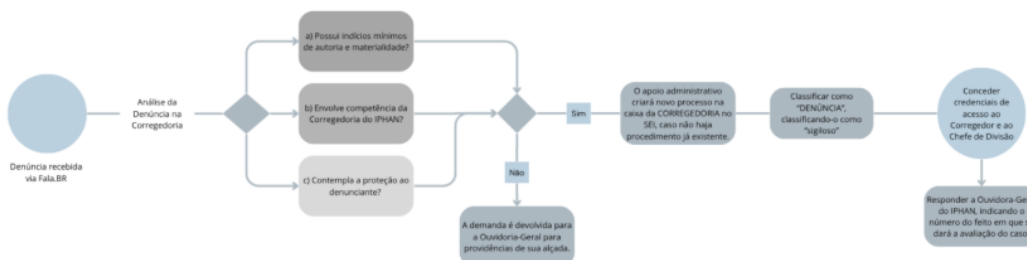 Denúncia recebida
via Fala.BR
Análise da
Denúncia na
Corregedoria
a) Possui indícios mínimos
de autoria e materialidade?
b) Envolve competência da
Corregedoria do IPHAN?
c) Contempla a proteção ao
denunciante?
Sim
Não
A demanda é devolvida para
a Ouvidoria-Geral para
providências de sua alçada.
O apoio administrativo
criará novo processo na
caixa da CORREGEDORIA no
SEI, caso não haja
procedimento já existente.
Classificar como
"DENÚNCIA",
classificando-o como
"sigiloso"
Conceder
credenciais de
acesso ao
Corregedor e ao
Chefe de Divisão
Responder a Ouvidora-Ge
do IPHAN, indicando o
número do feito em que s
dará a avaliação do caso